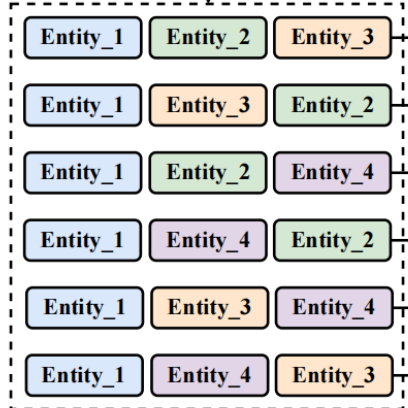 Entity_1 Entity_2 Entity_3
Entity_1 Entity_3 Entity_2
Entity_1 Entity_2 Entity_4
Entity_1 Entity_4 Entity_2
Entity_1 Entity_3 Entity_4
Entity_1 Entity_4 Entity_3